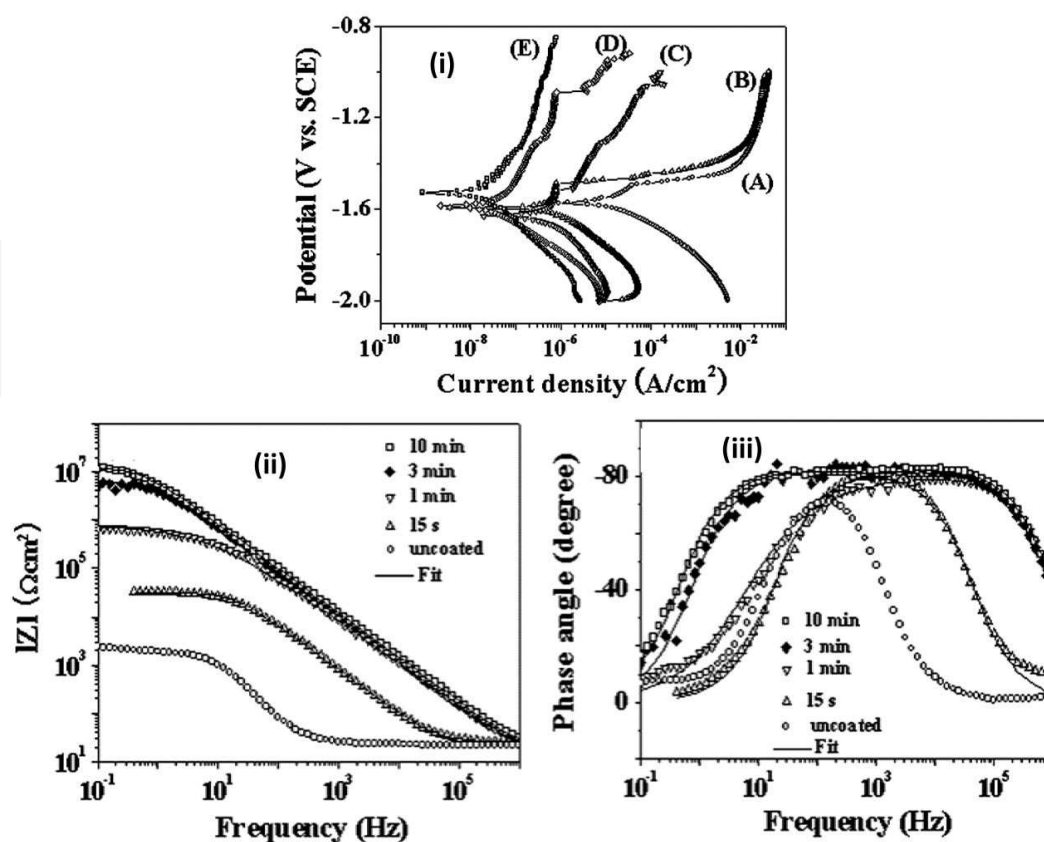 (i)
(E)
(D)
(C)
(B)
(A)
-0.8
-1.2
-1.6
-2.0
Potential (V vs. SCE)
10⁻¹⁰
10⁻⁸
10⁻⁶
10⁻⁴
10⁻²
Current density (A/cm²)
(ii)
10⁷
10⁵
10³
10¹
|Z| (Ωcm²)
10 min
3 min
1 min
15 s
uncoated
Fit
10⁻¹
10¹
10³
10⁵
Frequency (Hz)
(iii)
-80
-40
0
Phase angle (degree)
10 min
3 min
1 min
15 s
uncoated
Fit
10⁻¹
10¹
10³
10⁵
Frequency (Hz)